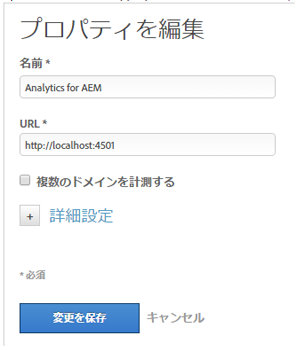 プロパティを編集
名前 *
Analytics for AEM
URL *
http://localhost:4501
複数のドメインを計測する
+ 詳細設定
* 必須
変更を保存 キャンセル